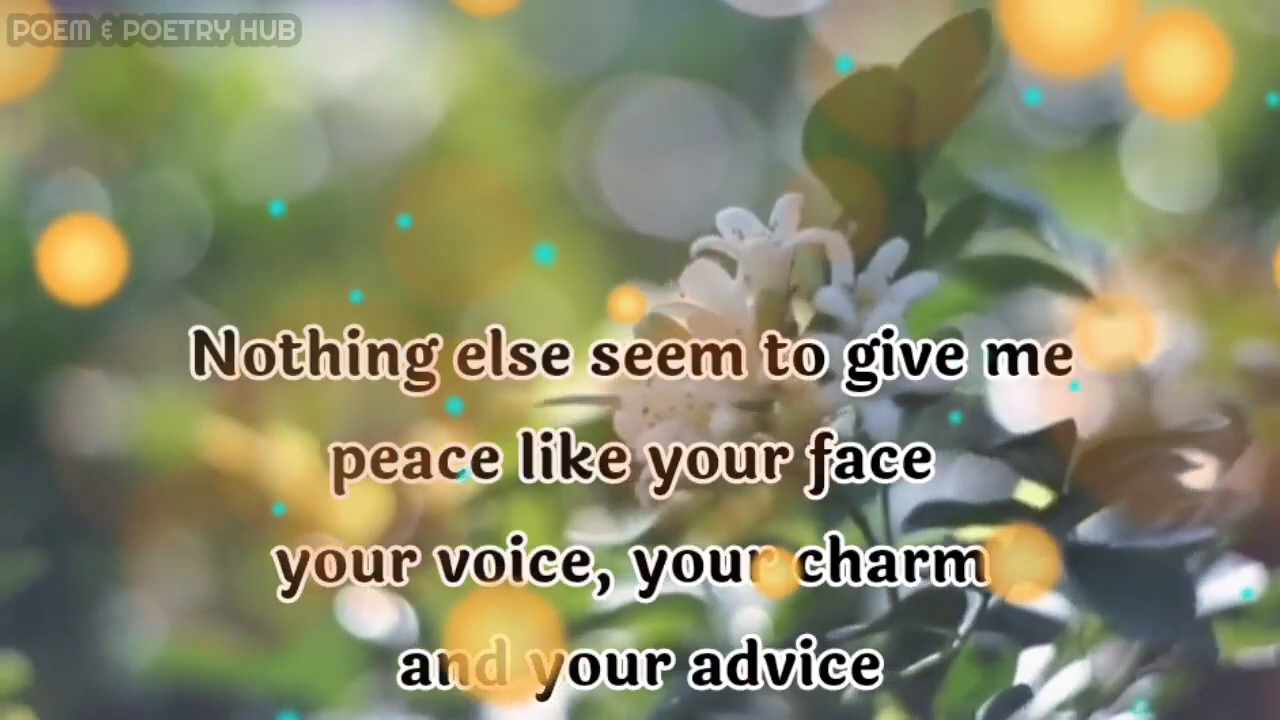 POEM & POETRY HUB
Nothing else seem to give me
peace like your face
your voice, your charm
and your advice